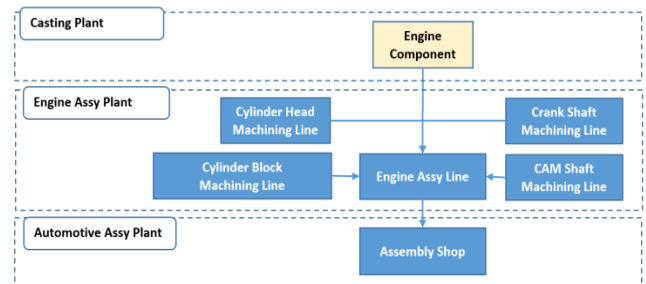 Casting Plant
Engine
Component
Engine Assy Plant
Cylinder Head
Machining Line
Crank Shaft
Machining Line
Cylinder Block
Machining Line
Engine Assy Line
CAM Shaft
Machining Line
Automotive Assy Plant
Assembly Shop